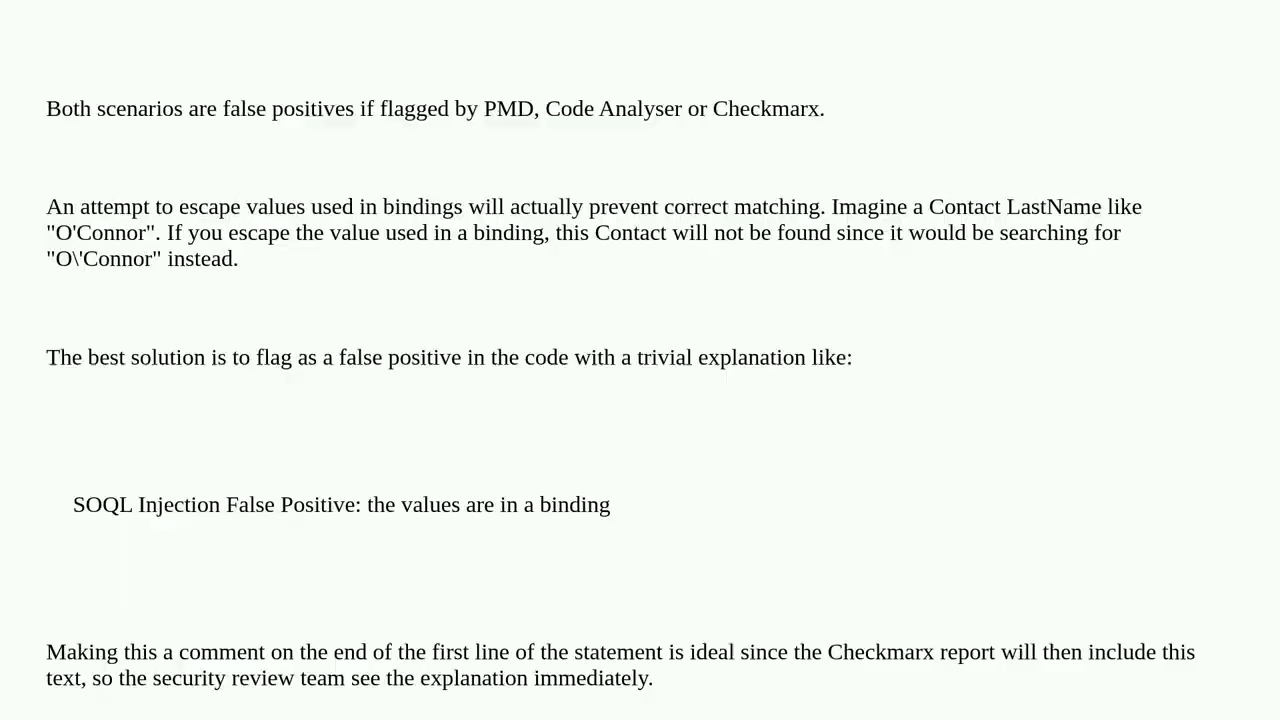 Both scenarios are false positives if flagged by PMD, Code Analyser or Checkmarx.
An attempt to escape values used in bindings will actually prevent correct matching. Imagine a Contact LastName like
"O'Connor". If you escape the value used in a binding, this Contact will not be found since it would be searching for
"O\'Connor" instead.
The best solution is to flag as a false positive in the code with a trivial explanation like:
SOQL Injection False Positive: the values are in a binding
Making this a comment on the end of the first line of the statement is ideal since the Checkmarx report will then include this
text, so the security review team see the explanation immediately.